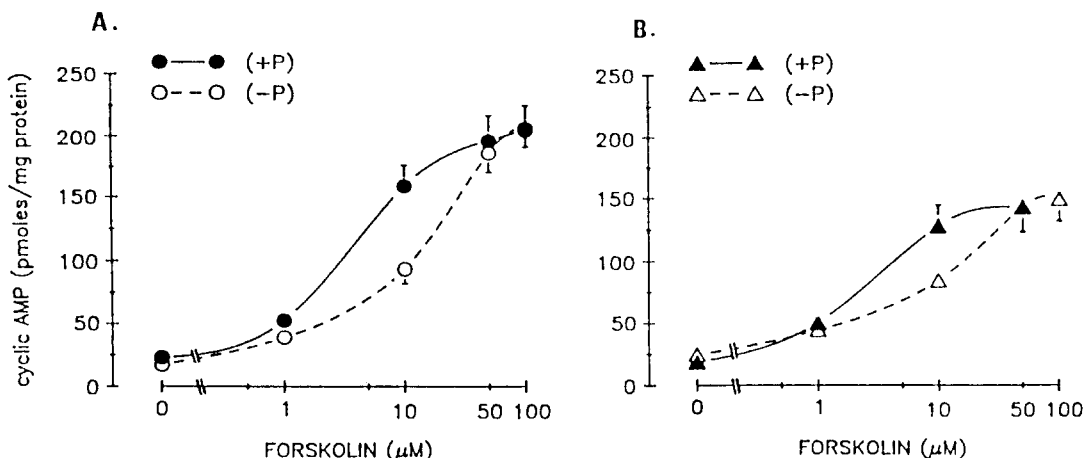 A.
(+P)
(−P)
250
200
150
100
50
0
cyclic AMP (pmoles/mg protein)
0 1 10 50 100
FORSKOLIN (μM)
B.
(+P)
(−P)
250
200
150
100
50
0
0 1 10 50 100
FORSKOLIN (μM)